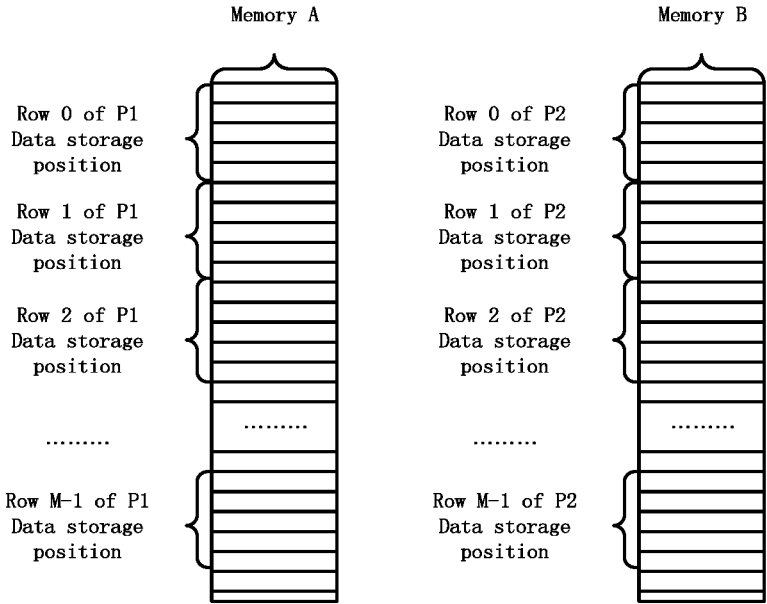 Memory A
Row 0 of P1
Data storage
position
Row 1 of P1
Data storage
position
Row 2 of P1
Data storage
position
………
………
Row M-1 of P1
Data storage
position
Memory B
Row 0 of P2
Data storage
position
Row 1 of P2
Data storage
position
Row 2 of P2
Data storage
position
………
………
Row M-1 of P2
Data storage
position